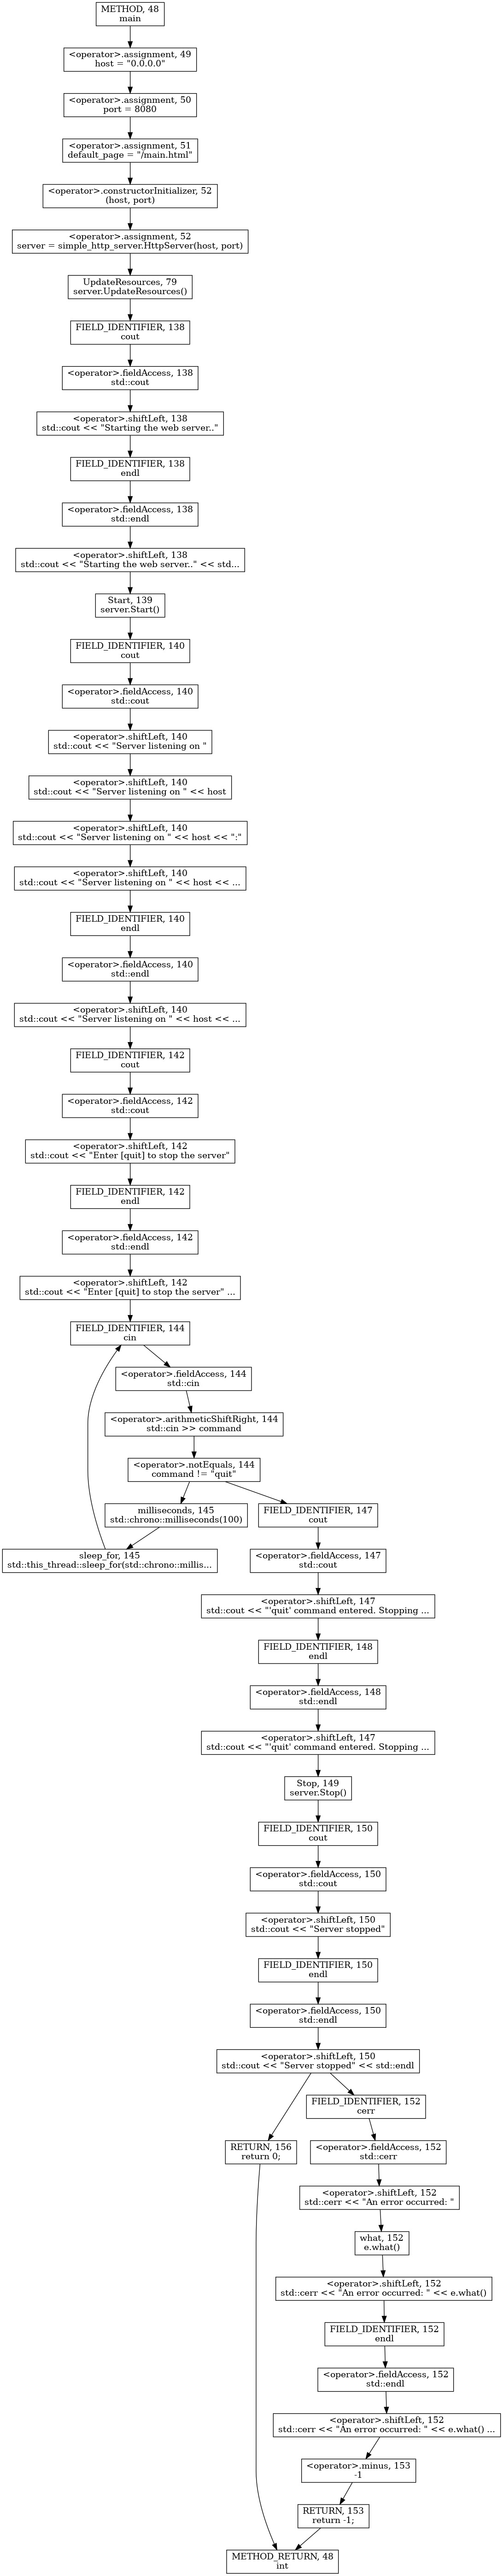 METHOD, 48
main
<operator>.assignment, 49
host = "0.0.0.0"
<operator>.assignment, 50
port = 8080
<operator>.assignment, 51
default_page = "/main.html"
<operator>.constructorInitializer, 52
(host, port)
<operator>.assignment, 52
server = simple_http_server.HttpServer(host, port)
UpdateResources, 79
server.UpdateResources()
FIELD_IDENTIFIER, 138
cout
<operator>.fieldAccess, 138
std::cout
<operator>.shiftLeft, 138
std::cout << "Starting the web server.."
FIELD_IDENTIFIER, 138
endl
<operator>.fieldAccess, 138
std::endl
<operator>.shiftLeft, 138
std::cout << "Starting the web server.." << std...
Start, 139
server.Start()
FIELD_IDENTIFIER, 140
cout
<operator>.fieldAccess, 140
std::cout
<operator>.shiftLeft, 140
std::cout << "Server listening on "
<operator>.shiftLeft, 140
std::cout << "Server listening on " << host
<operator>.shiftLeft, 140
std::cout << "Server listening on " << host << ":"
<operator>.shiftLeft, 140
std::cout << "Server listening on " << host << ...
FIELD_IDENTIFIER, 140
endl
<operator>.fieldAccess, 140
std::endl
<operator>.shiftLeft, 140
std::cout << "Server listening on " << host << ...
FIELD_IDENTIFIER, 142
cout
<operator>.fieldAccess, 142
std::cout
<operator>.shiftLeft, 142
std::cout << "Enter [quit] to stop the server"
FIELD_IDENTIFIER, 142
endl
<operator>.fieldAccess, 142
std::endl
<operator>.shiftLeft, 142
std::cout << "Enter [quit] to stop the server" ...
FIELD_IDENTIFIER, 144
cin
<operator>.fieldAccess, 144
std::cin
<operator>.arithmeticShiftRight, 144
std::cin >> command
<operator>.notEquals, 144
command != "quit"
milliseconds, 145
std::chrono::milliseconds(100)
FIELD_IDENTIFIER, 147
cout
sleep_for, 145
std::this_thread::sleep_for(std::chrono::millis...
<operator>.fieldAccess, 147
std::cout
<operator>.shiftLeft, 147
std::cout << "'quit' command entered. Stopping ...
FIELD_IDENTIFIER, 148
endl
<operator>.fieldAccess, 148
std::endl
<operator>.shiftLeft, 147
std::cout << "'quit' command entered. Stopping ...
Stop, 149
server.Stop()
FIELD_IDENTIFIER, 150
cout
<operator>.fieldAccess, 150
std::cout
<operator>.shiftLeft, 150
std::cout << "Server stopped"
FIELD_IDENTIFIER, 150
endl
<operator>.fieldAccess, 150
std::endl
<operator>.shiftLeft, 150
std::cout << "Server stopped" << std::endl
FIELD_IDENTIFIER, 152
cerr
RETURN, 156
return 0;
<operator>.fieldAccess, 152
std::cerr
<operator>.shiftLeft, 152
std::cerr << "An error occurred: "
what, 152
e.what()
<operator>.shiftLeft, 152
std::cerr << "An error occurred: " << e.what()
FIELD_IDENTIFIER, 152
endl
<operator>.fieldAccess, 152
std::endl
<operator>.shiftLeft, 152
std::cerr << "An error occurred: " << e.what() ...
<operator>.minus, 153
-1
RETURN, 153
return -1;
METHOD_RETURN, 48
int